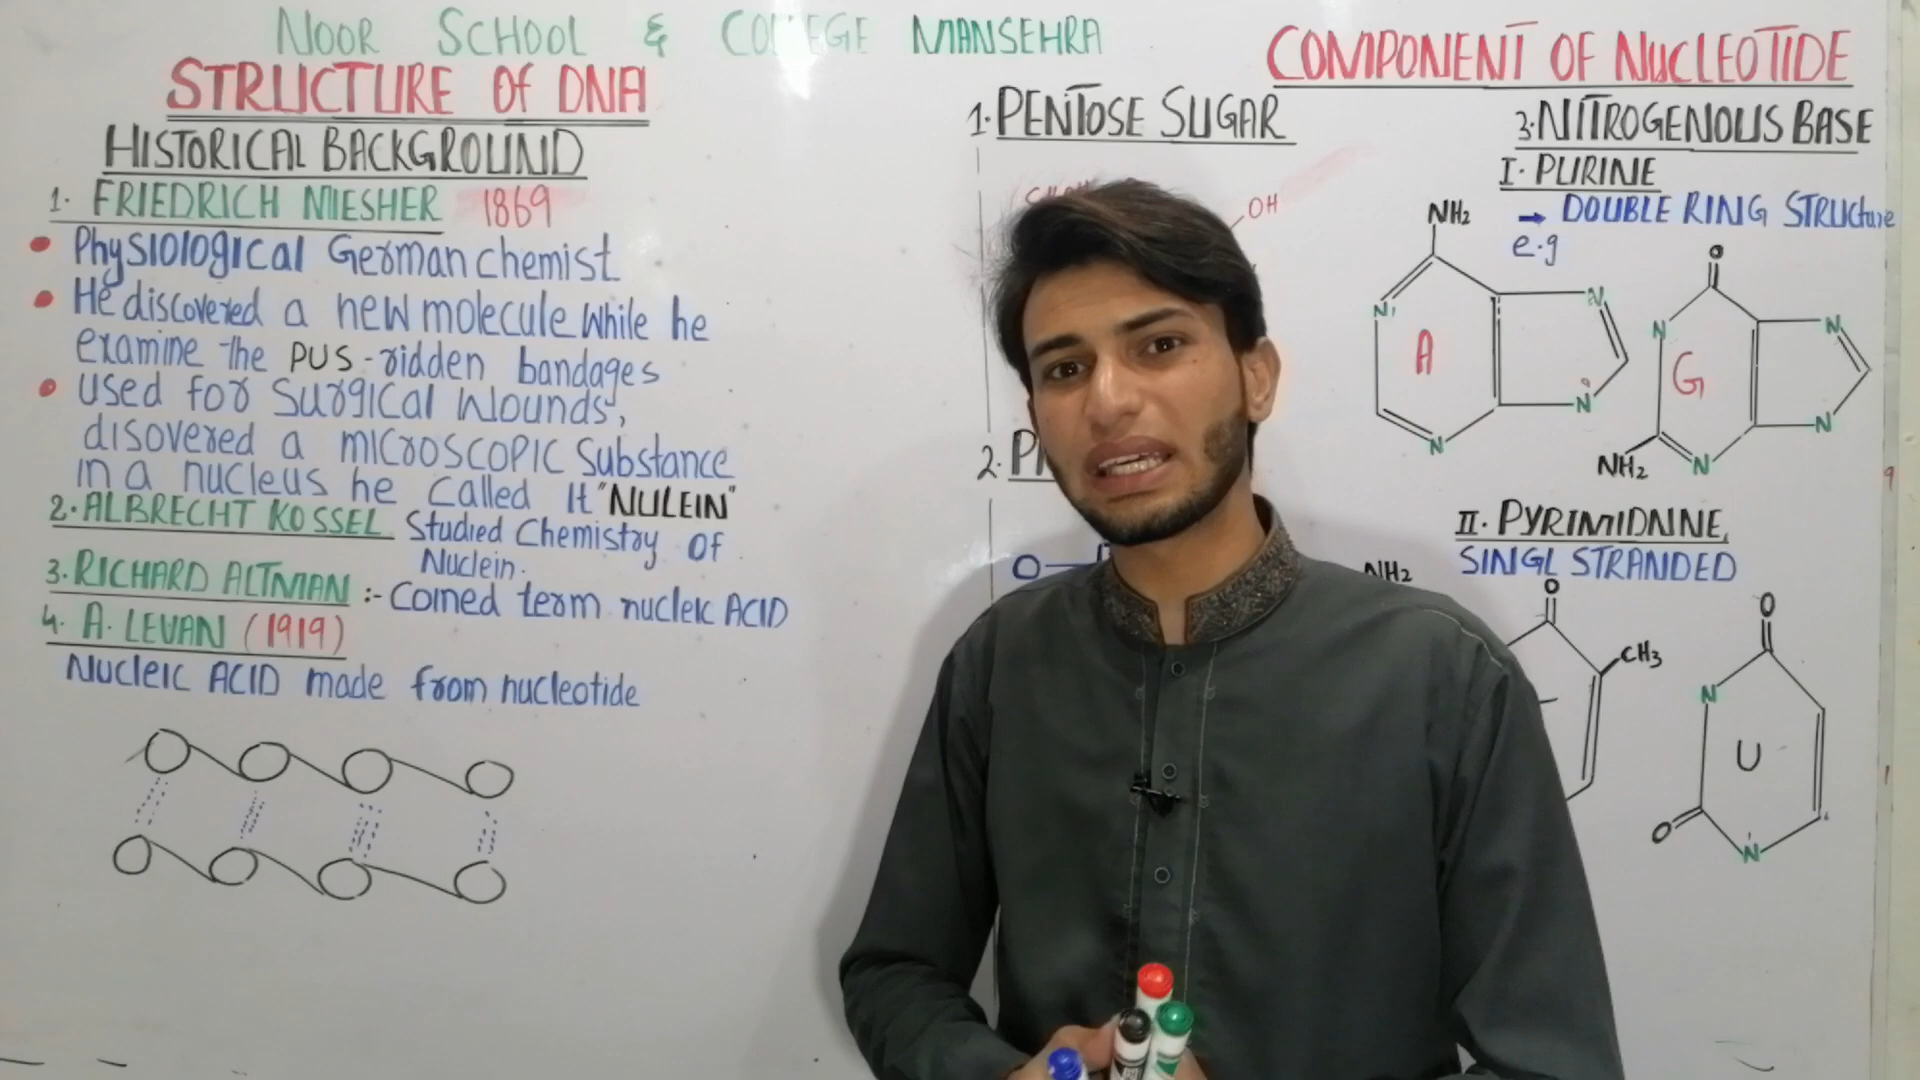 NOOR SCHOOL & COLLEGE MANSEHRA
STRUCTURE OF DNA
HISTORICAL BACKGROUND
1. FRIEDRICH MIESHER 1869
Physiological German chemist
He discovered a new molecule while he
examine the PUS-ridden bandages
used for Surgical Wounds,
disovered a microscopic Substance
in a nucleus he called it "NULEIN"
2. ALBRECHT KOSSEL Studied Chemistry of
Nuclein.
3. RICHARD ALTMAN :- Coined term nucleic ACID
4. A. LEVAN (1919)
Nucleic ACID made from nucleotide
COMPONENT OF NUCLEOTIDE
1. PENTOSE SUGAR
OH
2. P
O
3. NITROGENOUS BASE
I. PURINE
→ DOUBLE RING Structure
e.g
NH2
N
N
N
N
A
O
N
N
N
N
G
NH2
II. PYRIMIDNINE,
SINGL STRANDED
NH2
O
CH3
O
N
U
O
N